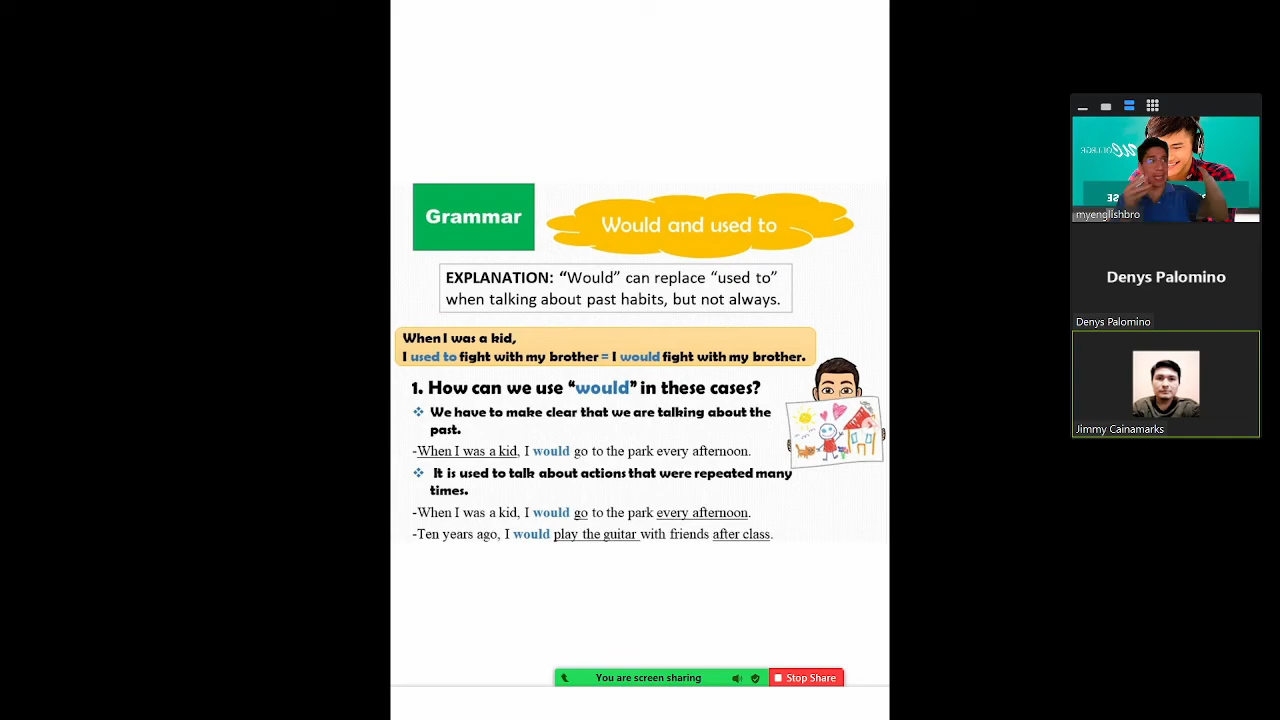 Grammar
Would and used to
EXPLANATION: “Would” can replace “used to”
when talking about past habits, but not always.
When I was a kid,
I used to fight with my brother = I would fight with my brother.
1. How can we use “would” in these cases?
❖ We have to make clear that we are talking about the
past.
-When I was a kid, I would go to the park every afternoon.
❖ It is used to talk about actions that were repeated many
times.
-When I was a kid, I would go to the park every afternoon.
-Ten years ago, I would play the guitar with friends after class.
You are screen sharing
Stop Share
myenglishbro
Denys Palomino
Denys Palomino
Jimmy Cainamarks